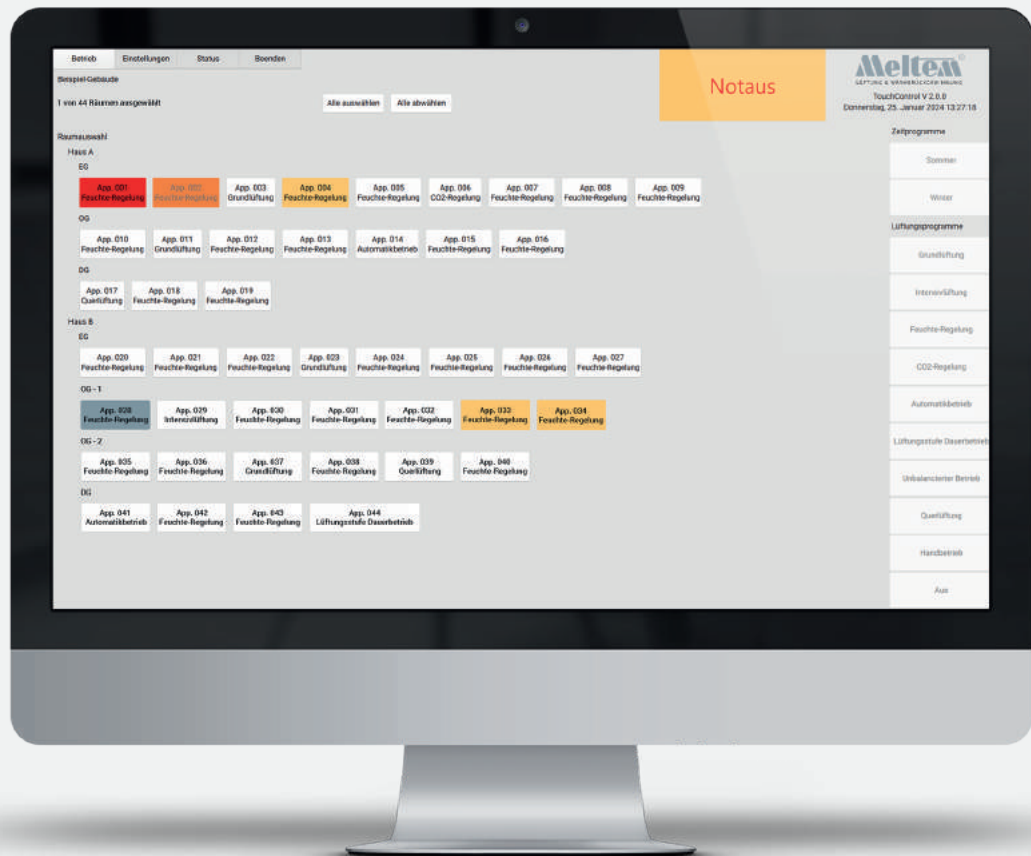 Betrieb Einstellungen Status Beenden
Beispiel-Gebäude
1 von 44 Räumen ausgewählt
Alle auswählen Alle abwählen
Notaus
Meltem
LÜFTUNG & WÄRMERÜCKGEWINNUNG
TouchControl V 2.0.0
Donnerstag, 25. Januar 2024 13:27:18
Raumauswahl
Haus A
EG
App. 001 App. 002 App. 003 App. 004 App. 005 App. 006 App. 007 App. 008 App. 009
Feuchte-Regelung Feuchte-Regelung Grundlüftung Feuchte-Regelung Feuchte-Regelung CO2-Regelung Feuchte-Regelung Feuchte-Regelung Feuchte-Regelung
OG
App. 010 App. 011 App. 012 App. 013 App. 014 App. 015 App. 016
Feuchte-Regelung Grundlüftung Feuchte-Regelung Feuchte-Regelung Automatikbetrieb Feuchte-Regelung Feuchte-Regelung
DG
App. 017 App. 018 App. 019
Querlüftung Feuchte-Regelung Feuchte-Regelung
Haus B
EG
App. 020 App. 021 App. 022 App. 023 App. 024 App. 025 App. 026 App. 027
Feuchte-Regelung Feuchte-Regelung Feuchte-Regelung Grundlüftung Feuchte-Regelung Feuchte-Regelung Feuchte-Regelung Feuchte-Regelung
OG - 1
App. 028 App. 029 App. 030 App. 031 App. 032 App. 033 App. 034
Feuchte-Regelung Intensivlüftung Feuchte-Regelung Feuchte-Regelung Feuchte-Regelung Feuchte-Regelung Feuchte-Regelung
OG - 2
App. 035 App. 036 App. 037 App. 038 App. 039 App. 040
Feuchte-Regelung Feuchte-Regelung Grundlüftung Feuchte-Regelung Querlüftung Feuchte-Regelung
DG
App. 041 App. 042 App. 043 App. 044
Automatikbetrieb Feuchte-Regelung Feuchte-Regelung Lüftungsstufe Dauerbetrieb
Zeitprogramme
Sommer
Winter
Lüftungsprogramme
Grundlüftung
Intensivlüftung
Feuchte-Regelung
CO2-Regelung
Automatikbetrieb
Lüftungsstufe Dauerbetrieb
Unbalancierter Betrieb
Querlüftung
Handbetrieb
Aus